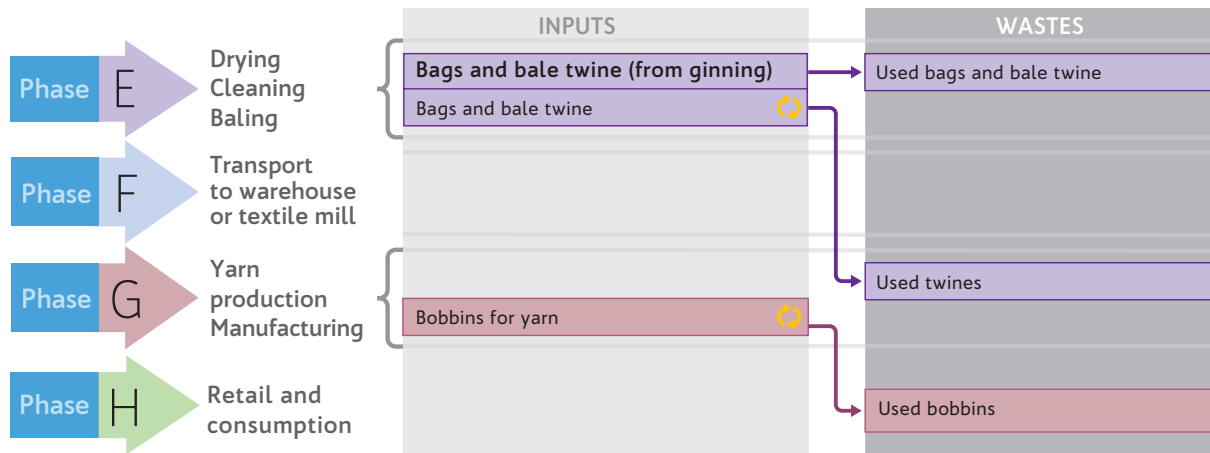 INPUTS
WASTES
Phase E
Drying
Cleaning
Baling
Bags and bale twine (from ginning)
Used bags and bale twine
Bags and bale twine
Phase F
Transport
to warehouse
or textile mill
Phase G
Yarn
production
Manufacturing
Used twines
Bobbins for yarn
Phase H
Retail and
consumption
Used bobbins